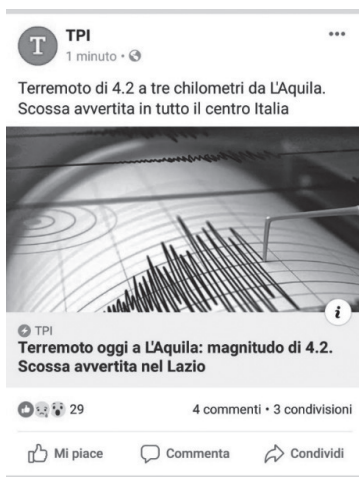 T
TPI
1 minuto •
Terremoto di 4.2 a tre chilometri da L'Aquila.
Scossa avvertita in tutto il centro Italia
i
TPI
Terremoto oggi a L'Aquila: magnitudo di 4.2.
Scossa avvertita nel Lazio
29
4 commenti • 3 condivisioni
Mi piace
Commenta
Condividi